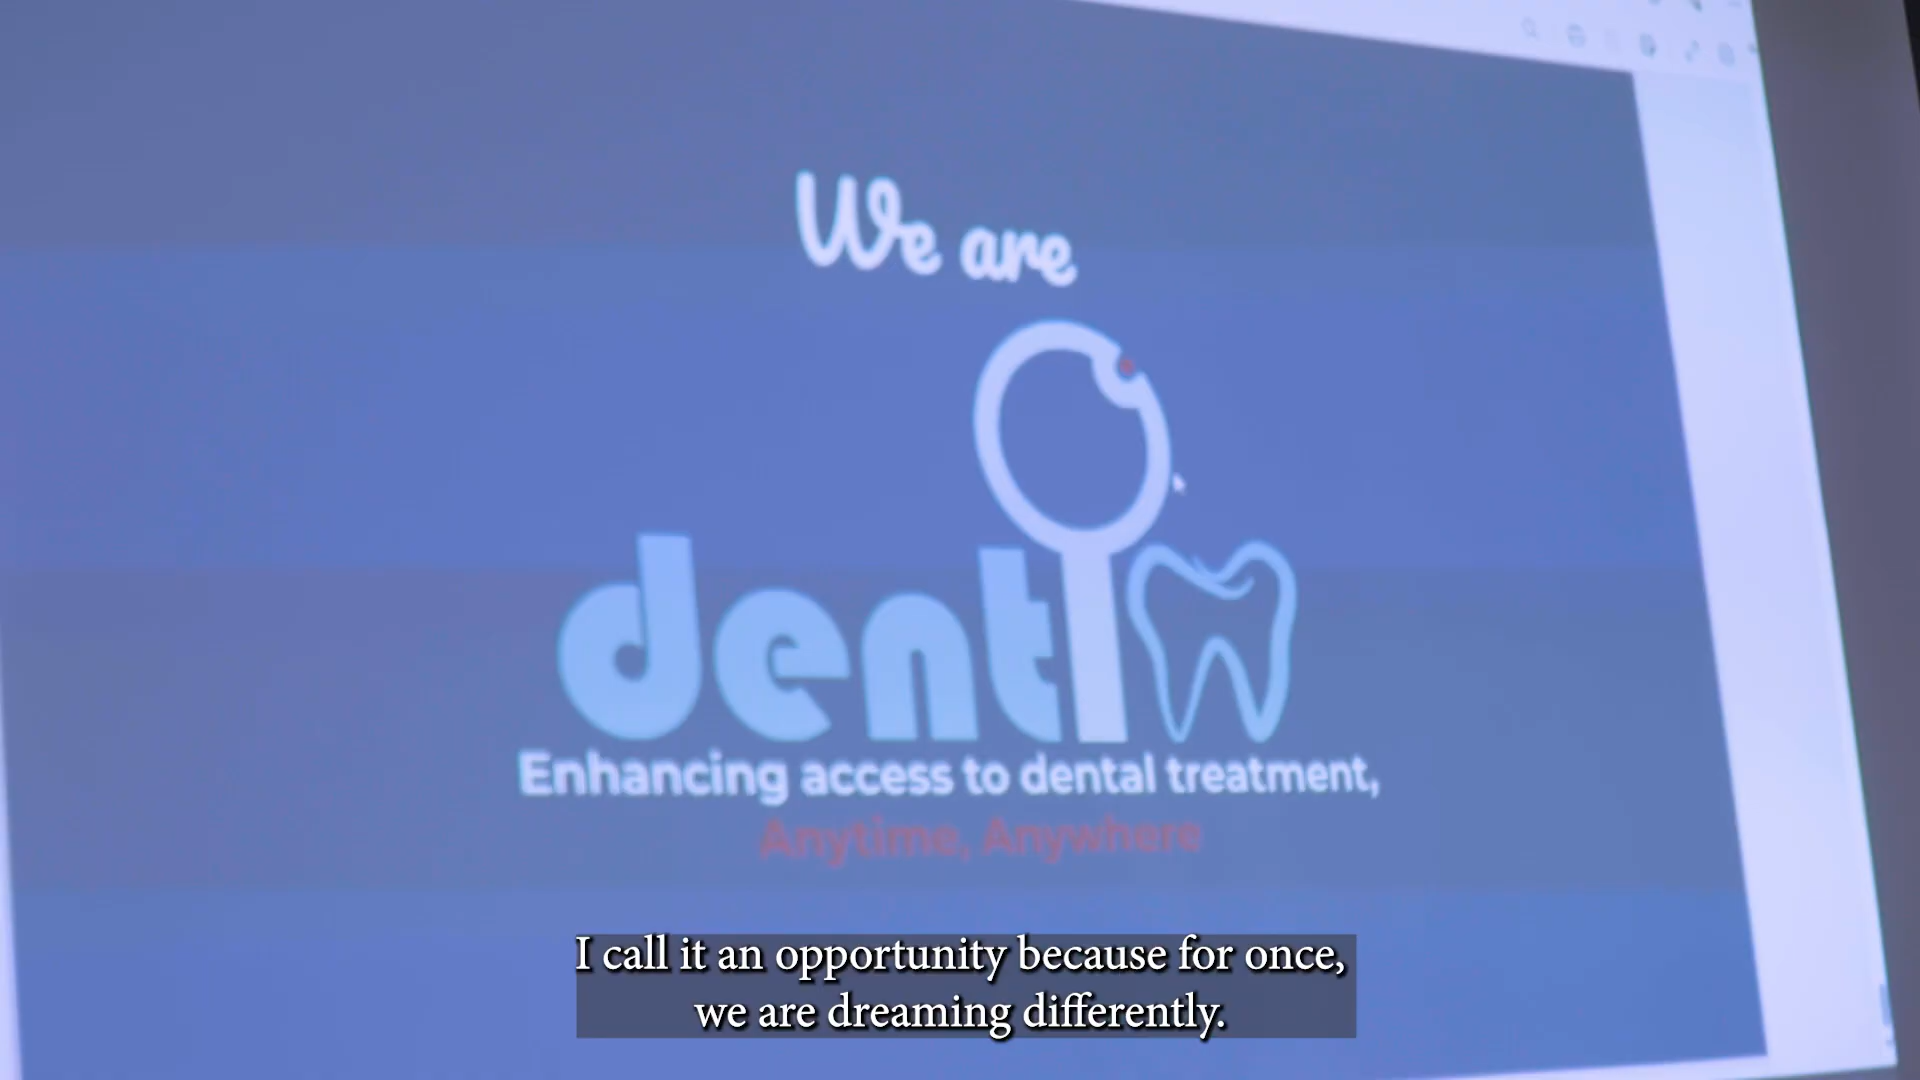 We are
denti
Enhancing access to dental treatment,
Anytime, Anywhere
I call it an opportunity because for once,
we are dreaming differently.